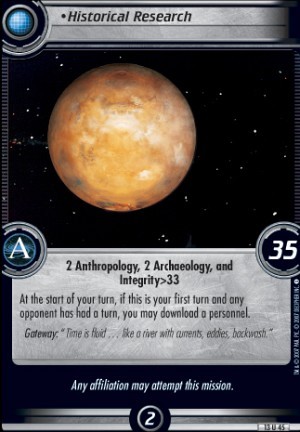 •Historical Research
A
35
2 Anthropology, 2 Archaeology, and
Integrity>33
At the start of your turn, if this is your first turn and any
opponent has had a turn, you may download a personnel.
Gateway: “Time is fluid . . . like a river with currents, eddies, backwash.”
Any affiliation may attempt this mission.
2
13 U 45